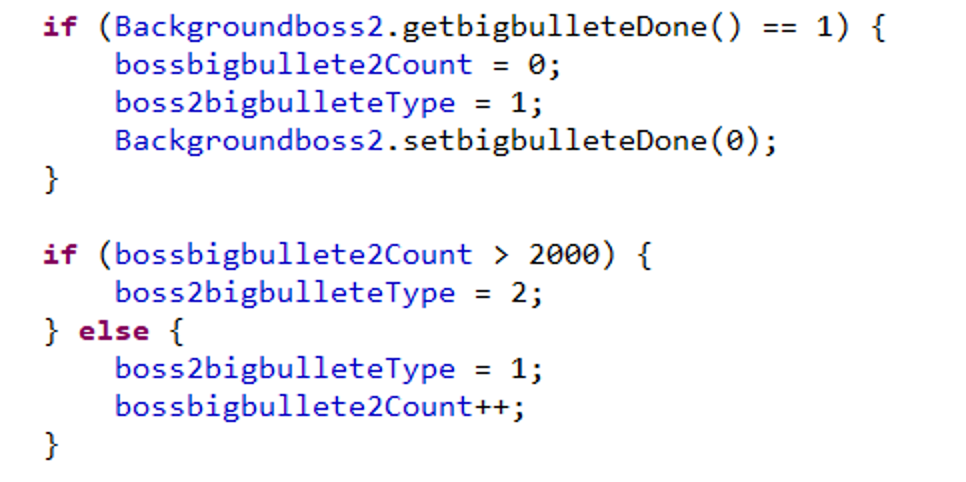 if (Backgroundboss2.getbigbulleteDone() == 1) {
    bossbigbullete2Count = 0;
    boss2bigbulleteType = 1;
    Backgroundboss2.setbigbulleteDone(0);
}

if (bossbigbullete2Count > 2000) {
    boss2bigbulleteType = 2;
} else {
    boss2bigbulleteType = 1;
    bossbigbullete2Count++;
}